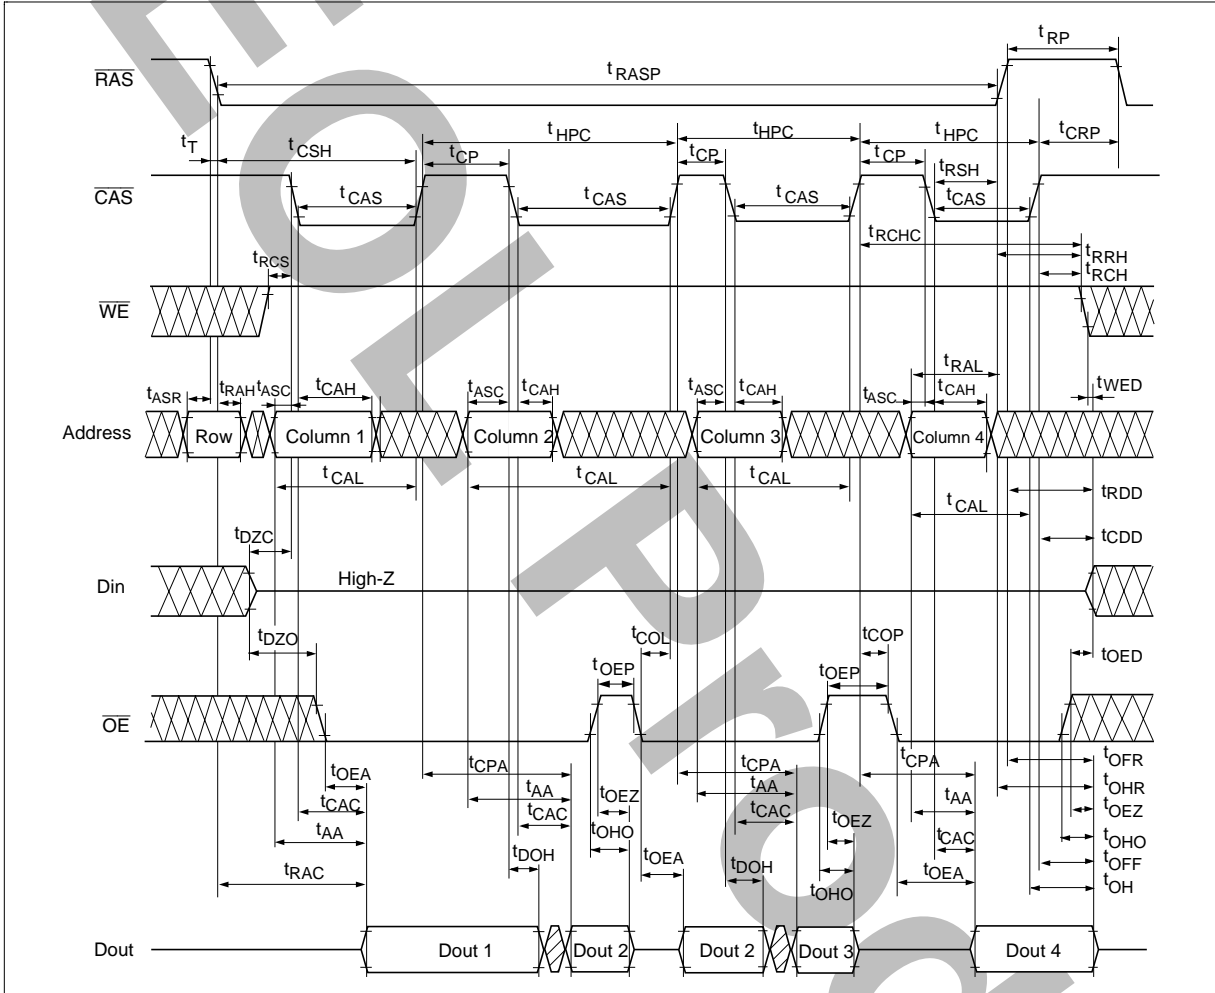 tRP
RAS
tRASP
tT
tCSH
tHPC
tHPC
tHPC
tCRP
tCP
tCP
tCP
tRSH
CAS
tCAS
tCAS
tCAS
tCAS
tRCHC
tRCS
tRRH
tRCH
WE
tRAL
tWED
tASR
tRAH
tASC
tCAH
tASC
tCAH
tASC
tCAH
tASC
tCAH
Address
Row
Column 1
Column 2
Column 3
Column 4
tCAL
tCAL
tCAL
tCAL
tRDD
tDZC
tCDD
Din
High-Z
tDZO
tCOL
tCOP
tOED
tOEP
tOEP
OE
tOEA
tCPA
tCPA
tCPA
tOFR
tCAC
tAA
tAA
tAA
tOHR
tAA
tOEZ
tCAC
tCAC
tOEZ
tOEZ
tRAC
tOHO
tCAC
tOHO
tDOH
tOEA
tDOH
tOHO
tOEA
tOFF
tOH
Dout
Dout 1
Dout 2
Dout 2
Dout 3
Dout 4
EOL Prod